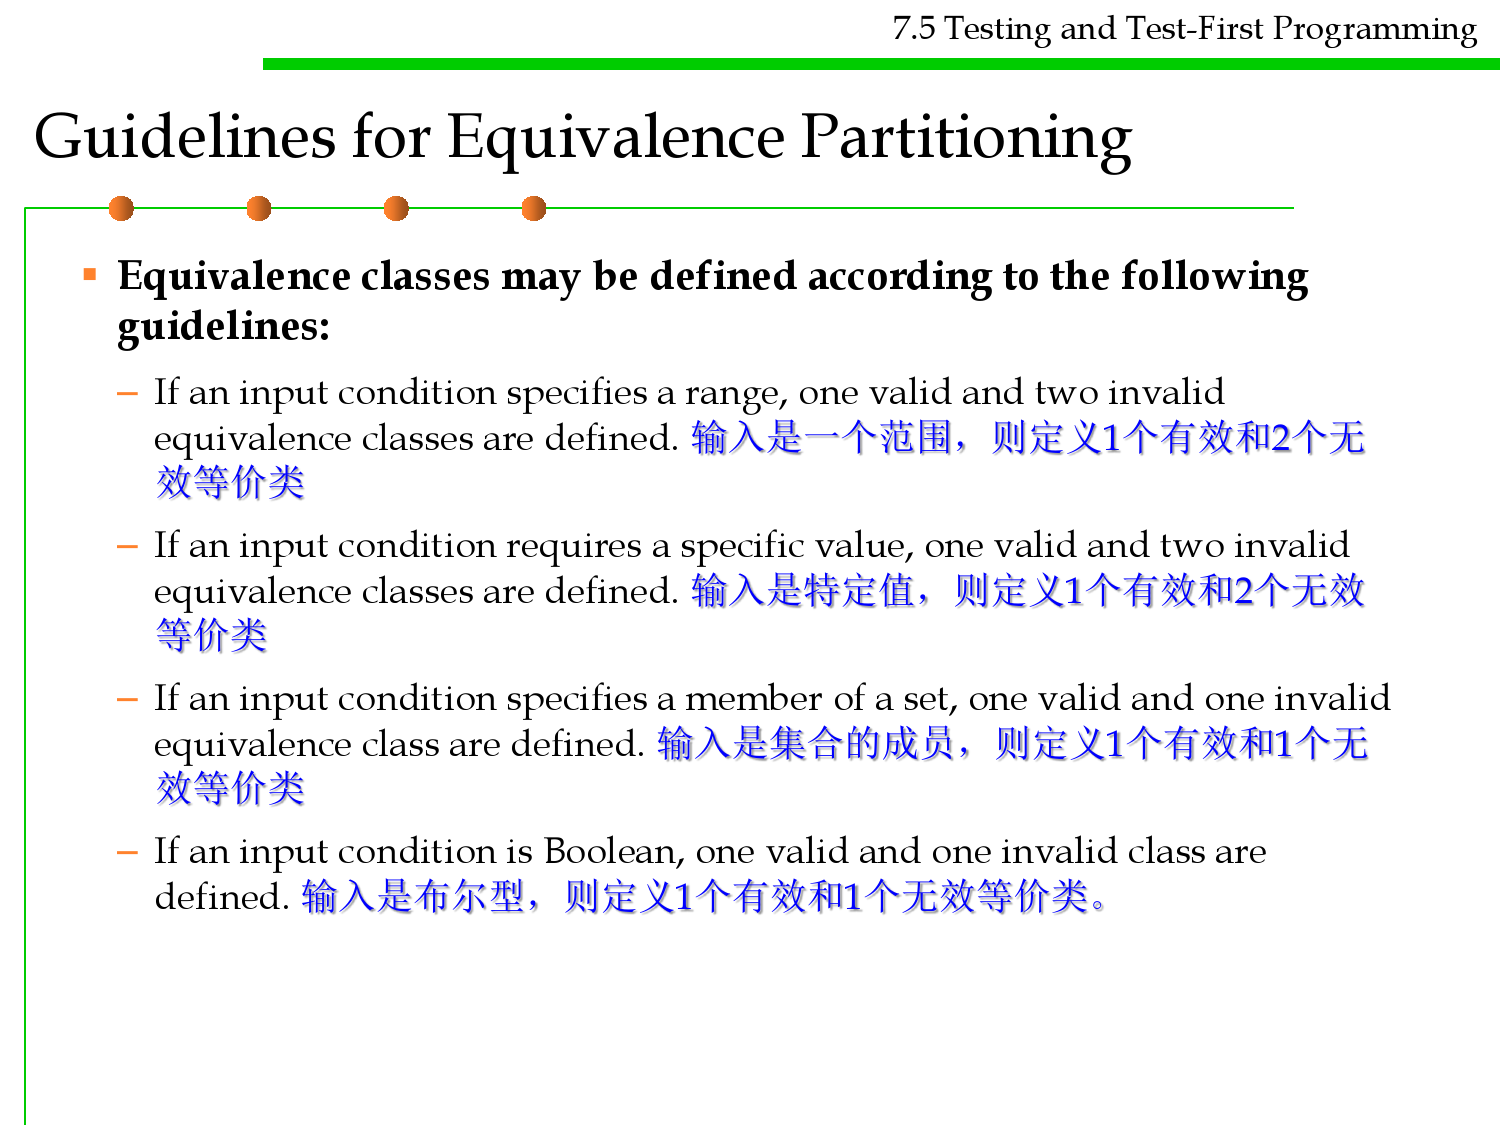 7.5 Testing and Test-First Programming
Guidelines for Equivalence Partitioning
▪ Equivalence classes may be defined according to the following
guidelines:
– If an input condition specifies a range, one valid and two invalid
equivalence classes are defined. 输入是一个范围，则定义1个有效和2个无
效等价类
– If an input condition requires a specific value, one valid and two invalid
equivalence classes are defined. 输入是特定值，则定义1个有效和2个无效
等价类
– If an input condition specifies a member of a set, one valid and one invalid
equivalence class are defined. 输入是集合的成员，则定义1个有效和1个无
效等价类
– If an input condition is Boolean, one valid and one invalid class are
defined. 输入是布尔型，则定义1个有效和1个无效等价类。